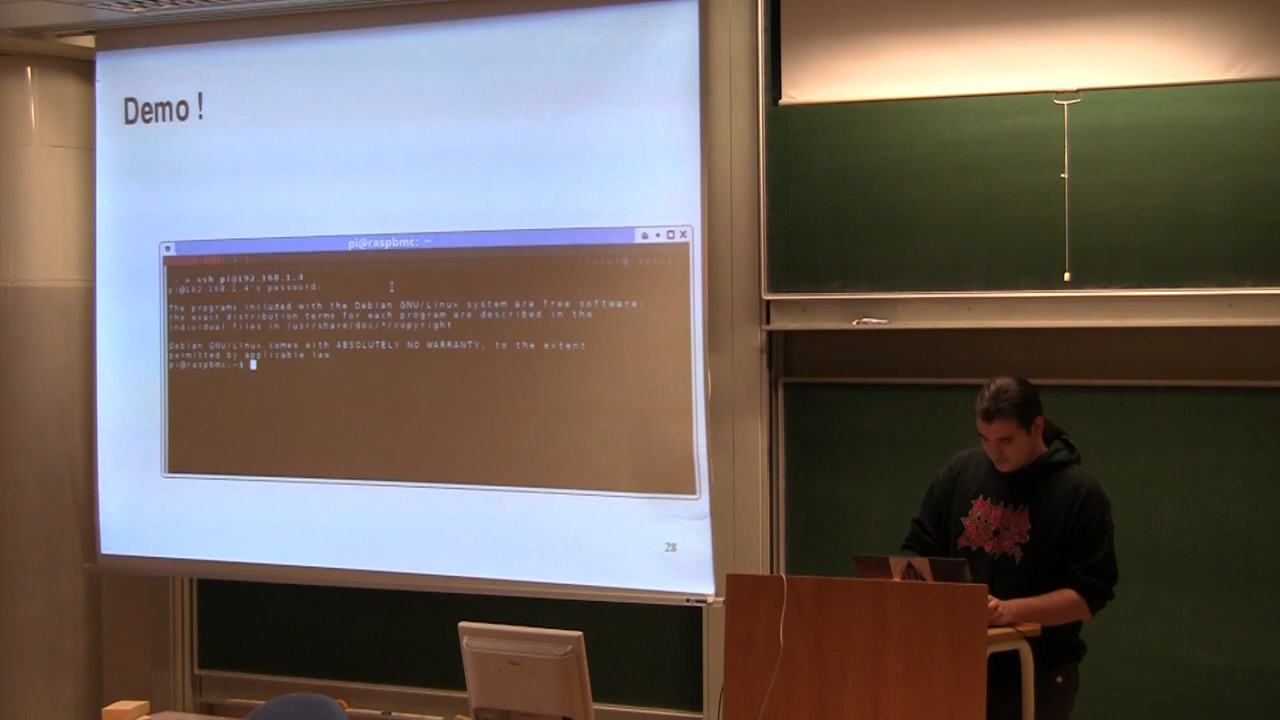 Demo !
pi@raspbmc: ~
~ > ssh pi@192.168.1.4
pi@192.168.1.4's password:
The programs included with the Debian GNU/Linux system are free software;
the exact distribution terms for each program are described in the
individual files in /usr/share/doc/*/copyright.
Debian GNU/Linux comes with ABSOLUTELY NO WARRANTY, to the extent
permitted by applicable law.
pi@raspbmc:~$
28